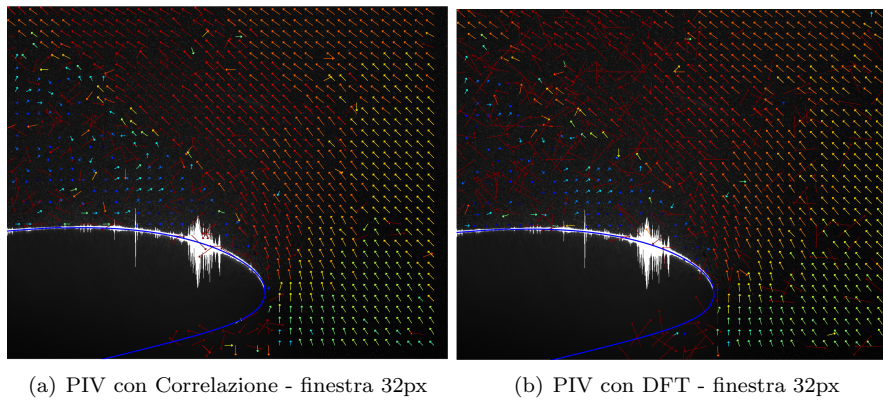 (a) PIV con Correlazione - finestra 32px
(b) PIV con DFT - finestra 32px